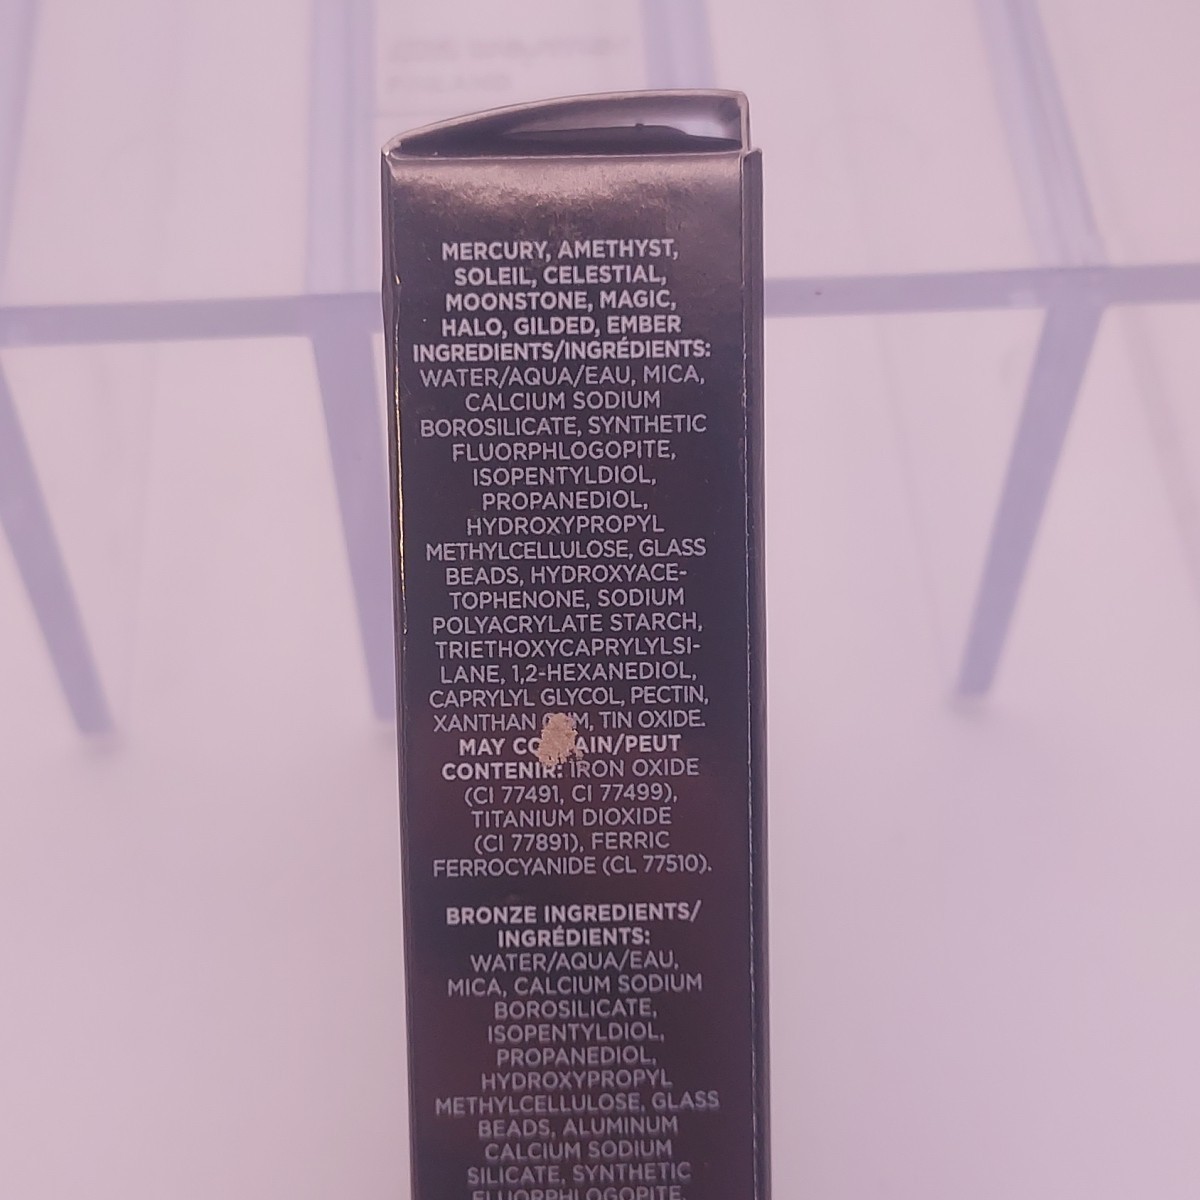 MERCURY, AMETHYST,
SOLEIL, CELESTIAL,
MOONSTONE, MAGIC,
HALO, GILDED, EMBER
INGREDIENTS/INGRÉDIENTS:
WATER/AQUA/EAU, MICA,
CALCIUM SODIUM
BOROSILICATE, SYNTHETIC
FLUORPHLOGOPITE,
ISOPENTYLDIOL,
PROPANEDIOL,
HYDROXYPROPYL
METHYLCELLULOSE, GLASS
BEADS, HYDROXYACE-
TOPHENONE, SODIUM
POLYACRYLATE STARCH,
TRIETHOXYCAPRYLYLSI-
LANE, 1,2-HEXANEDIOL,
CAPRYLYL GLYCOL, PECTIN,
XANTHAN GUM, TIN OXIDE.
MAY CONTAIN/PEUT
CONTENIR: IRON OXIDE
(CI 77491, CI 77499),
TITANIUM DIOXIDE
(CI 77891), FERRIC
FERROCYANIDE (CL 77510).
BRONZE INGREDIENTS/
INGRÉDIENTS:
WATER/AQUA/EAU,
MICA, CALCIUM SODIUM
BOROSILICATE,
ISOPENTYLDIOL,
PROPANEDIOL,
HYDROXYPROPYL
METHYLCELLULOSE, GLASS
BEADS, ALUMINUM
CALCIUM SODIUM
SILICATE, SYNTHETIC
FLUORPHLOGOPITE,